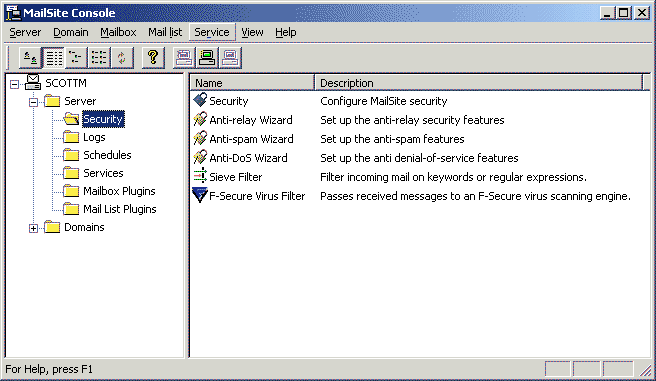 MailSite Console
Server Domain Mailbox Mail list Service View Help
SCOTTM
Server
Security
Logs
Schedules
Services
Mailbox Plugins
Mail List Plugins
Domains
Name Description
Security Configure MailSite security
Anti-relay Wizard Set up the anti-relay security features
Anti-spam Wizard Set up the anti-spam features
Anti-DoS Wizard Set up the anti denial-of-service features
Sieve Filter Filter incoming mail on keywords or regular expressions.
F-Secure Virus Filter Passes received messages to an F-Secure virus scanning engine.
For Help, press F1